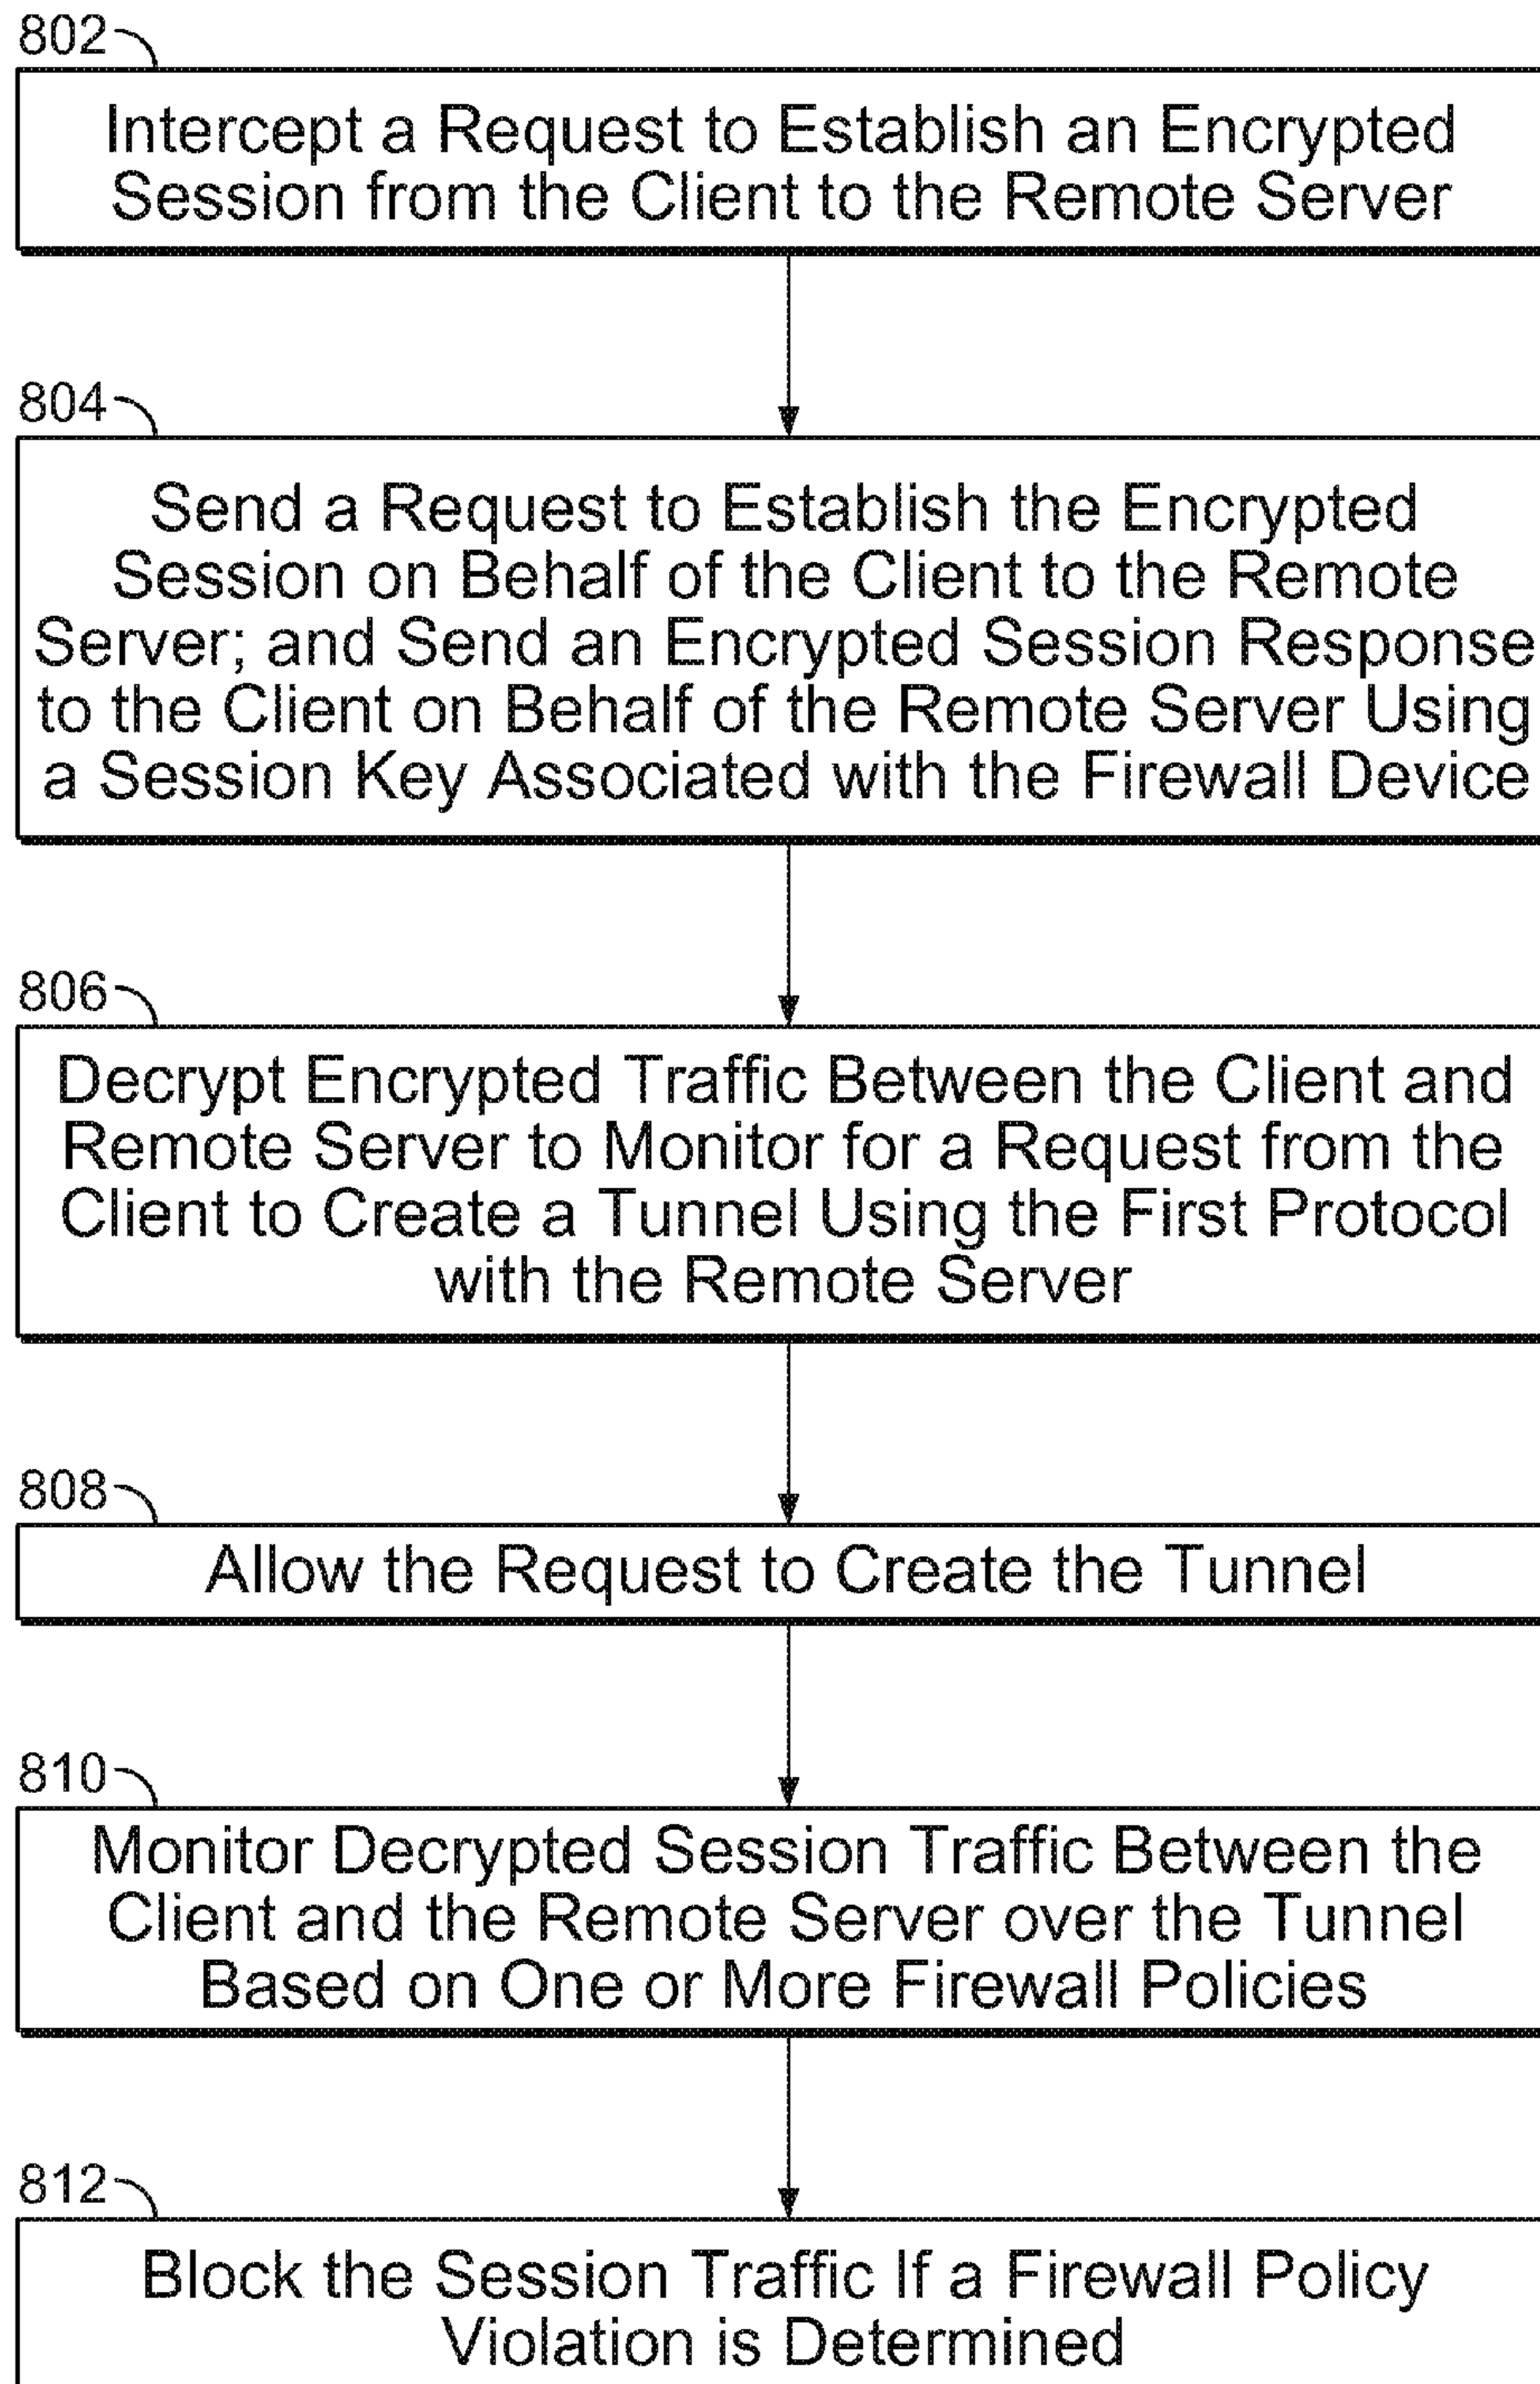 802
Intercept a Request to Establish an Encrypted
Session from the Client to the Remote Server
804
Send a Request to Establish the Encrypted
Session on Behalf of the Client to the Remote
Server; and Send an Encrypted Session Response
to the Client on Behalf of the Remote Server Using
a Session Key Associated with the Firewall Device
806
Decrypt Encrypted Traffic Between the Client and
Remote Server to Monitor for a Request from the
Client to Create a Tunnel Using the First Protocol
with the Remote Server
808
Allow the Request to Create the Tunnel
810
Monitor Decrypted Session Traffic Between the
Client and the Remote Server over the Tunnel
Based on One or More Firewall Policies
812
Block the Session Traffic If a Firewall Policy
Violation is Determined